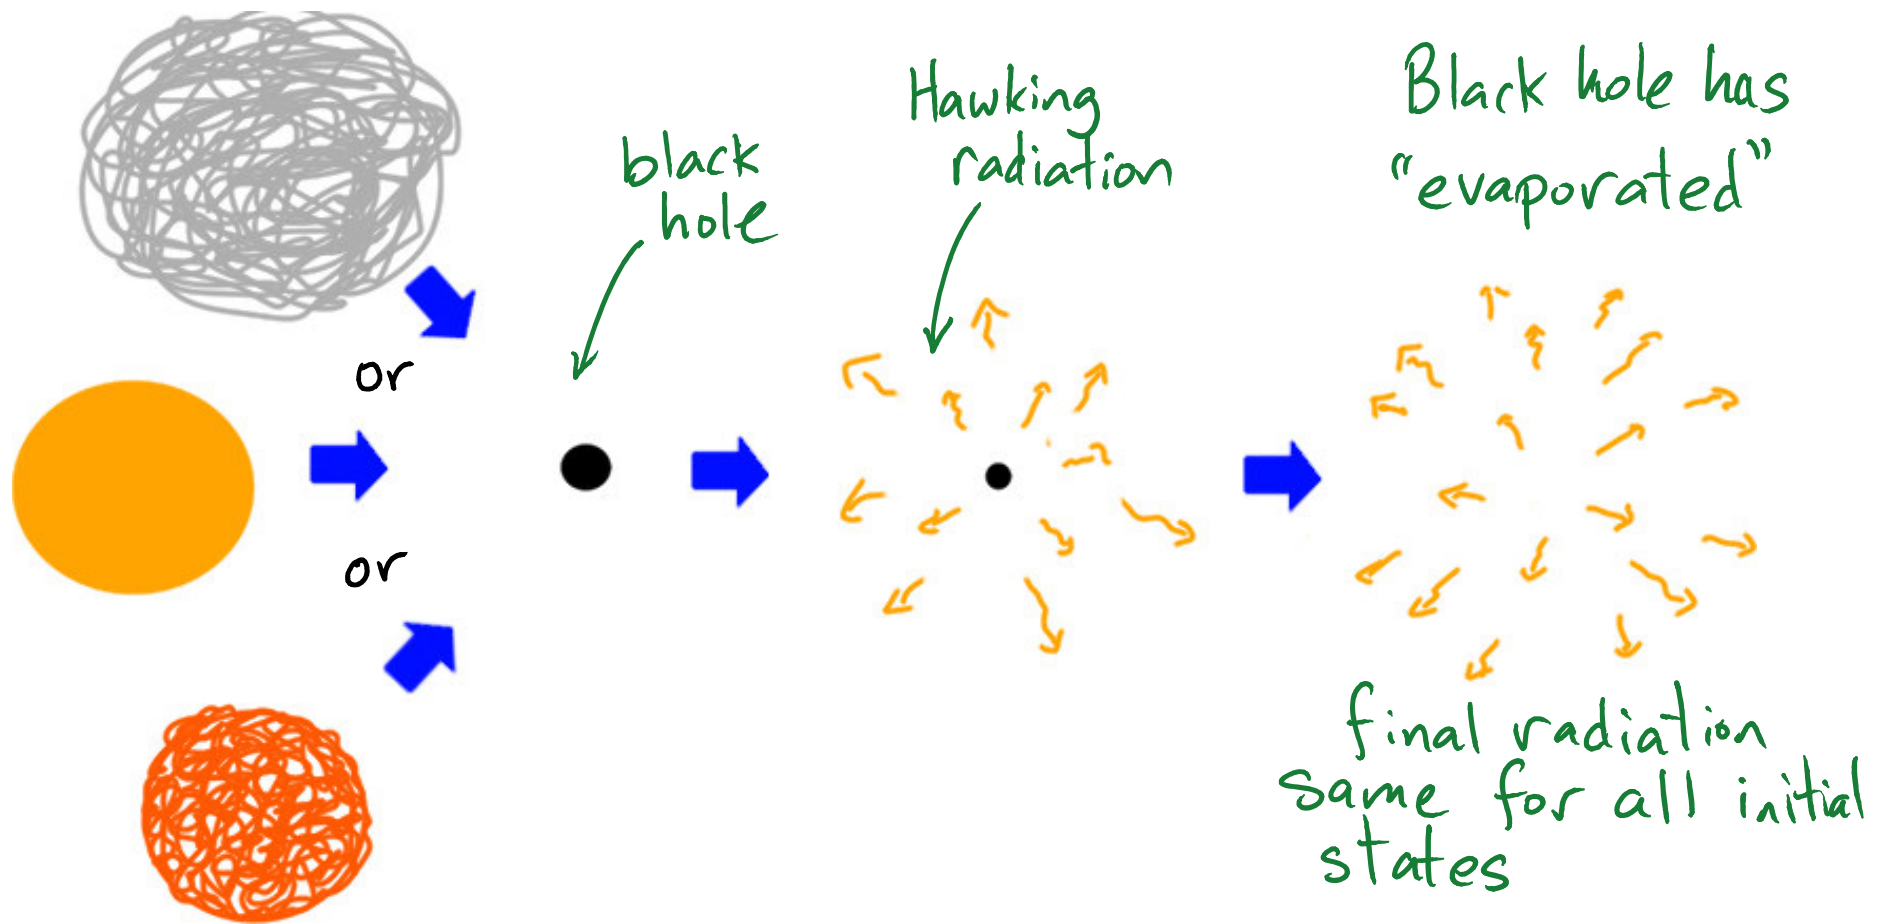 or
or
black
hole
Hawking
radiation
Black hole has
"evaporated"
final radiation
same for all initial
states